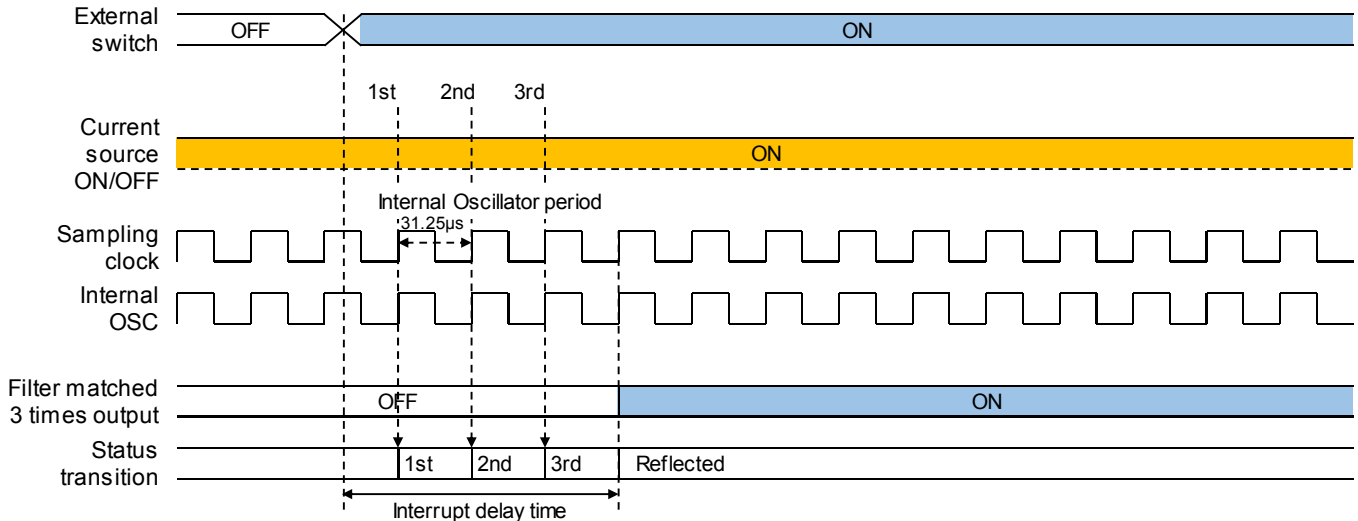 External
switch
OFF
ON
1st
2nd
3rd
Current
source
ON/OFF
ON
Internal Oscillator period
31.25µs
Sampling
clock
Internal
OSC
Filter matched
3 times output
OFF
ON
Status
transition
1st
2nd
3rd
Reflected
Interrupt delay time